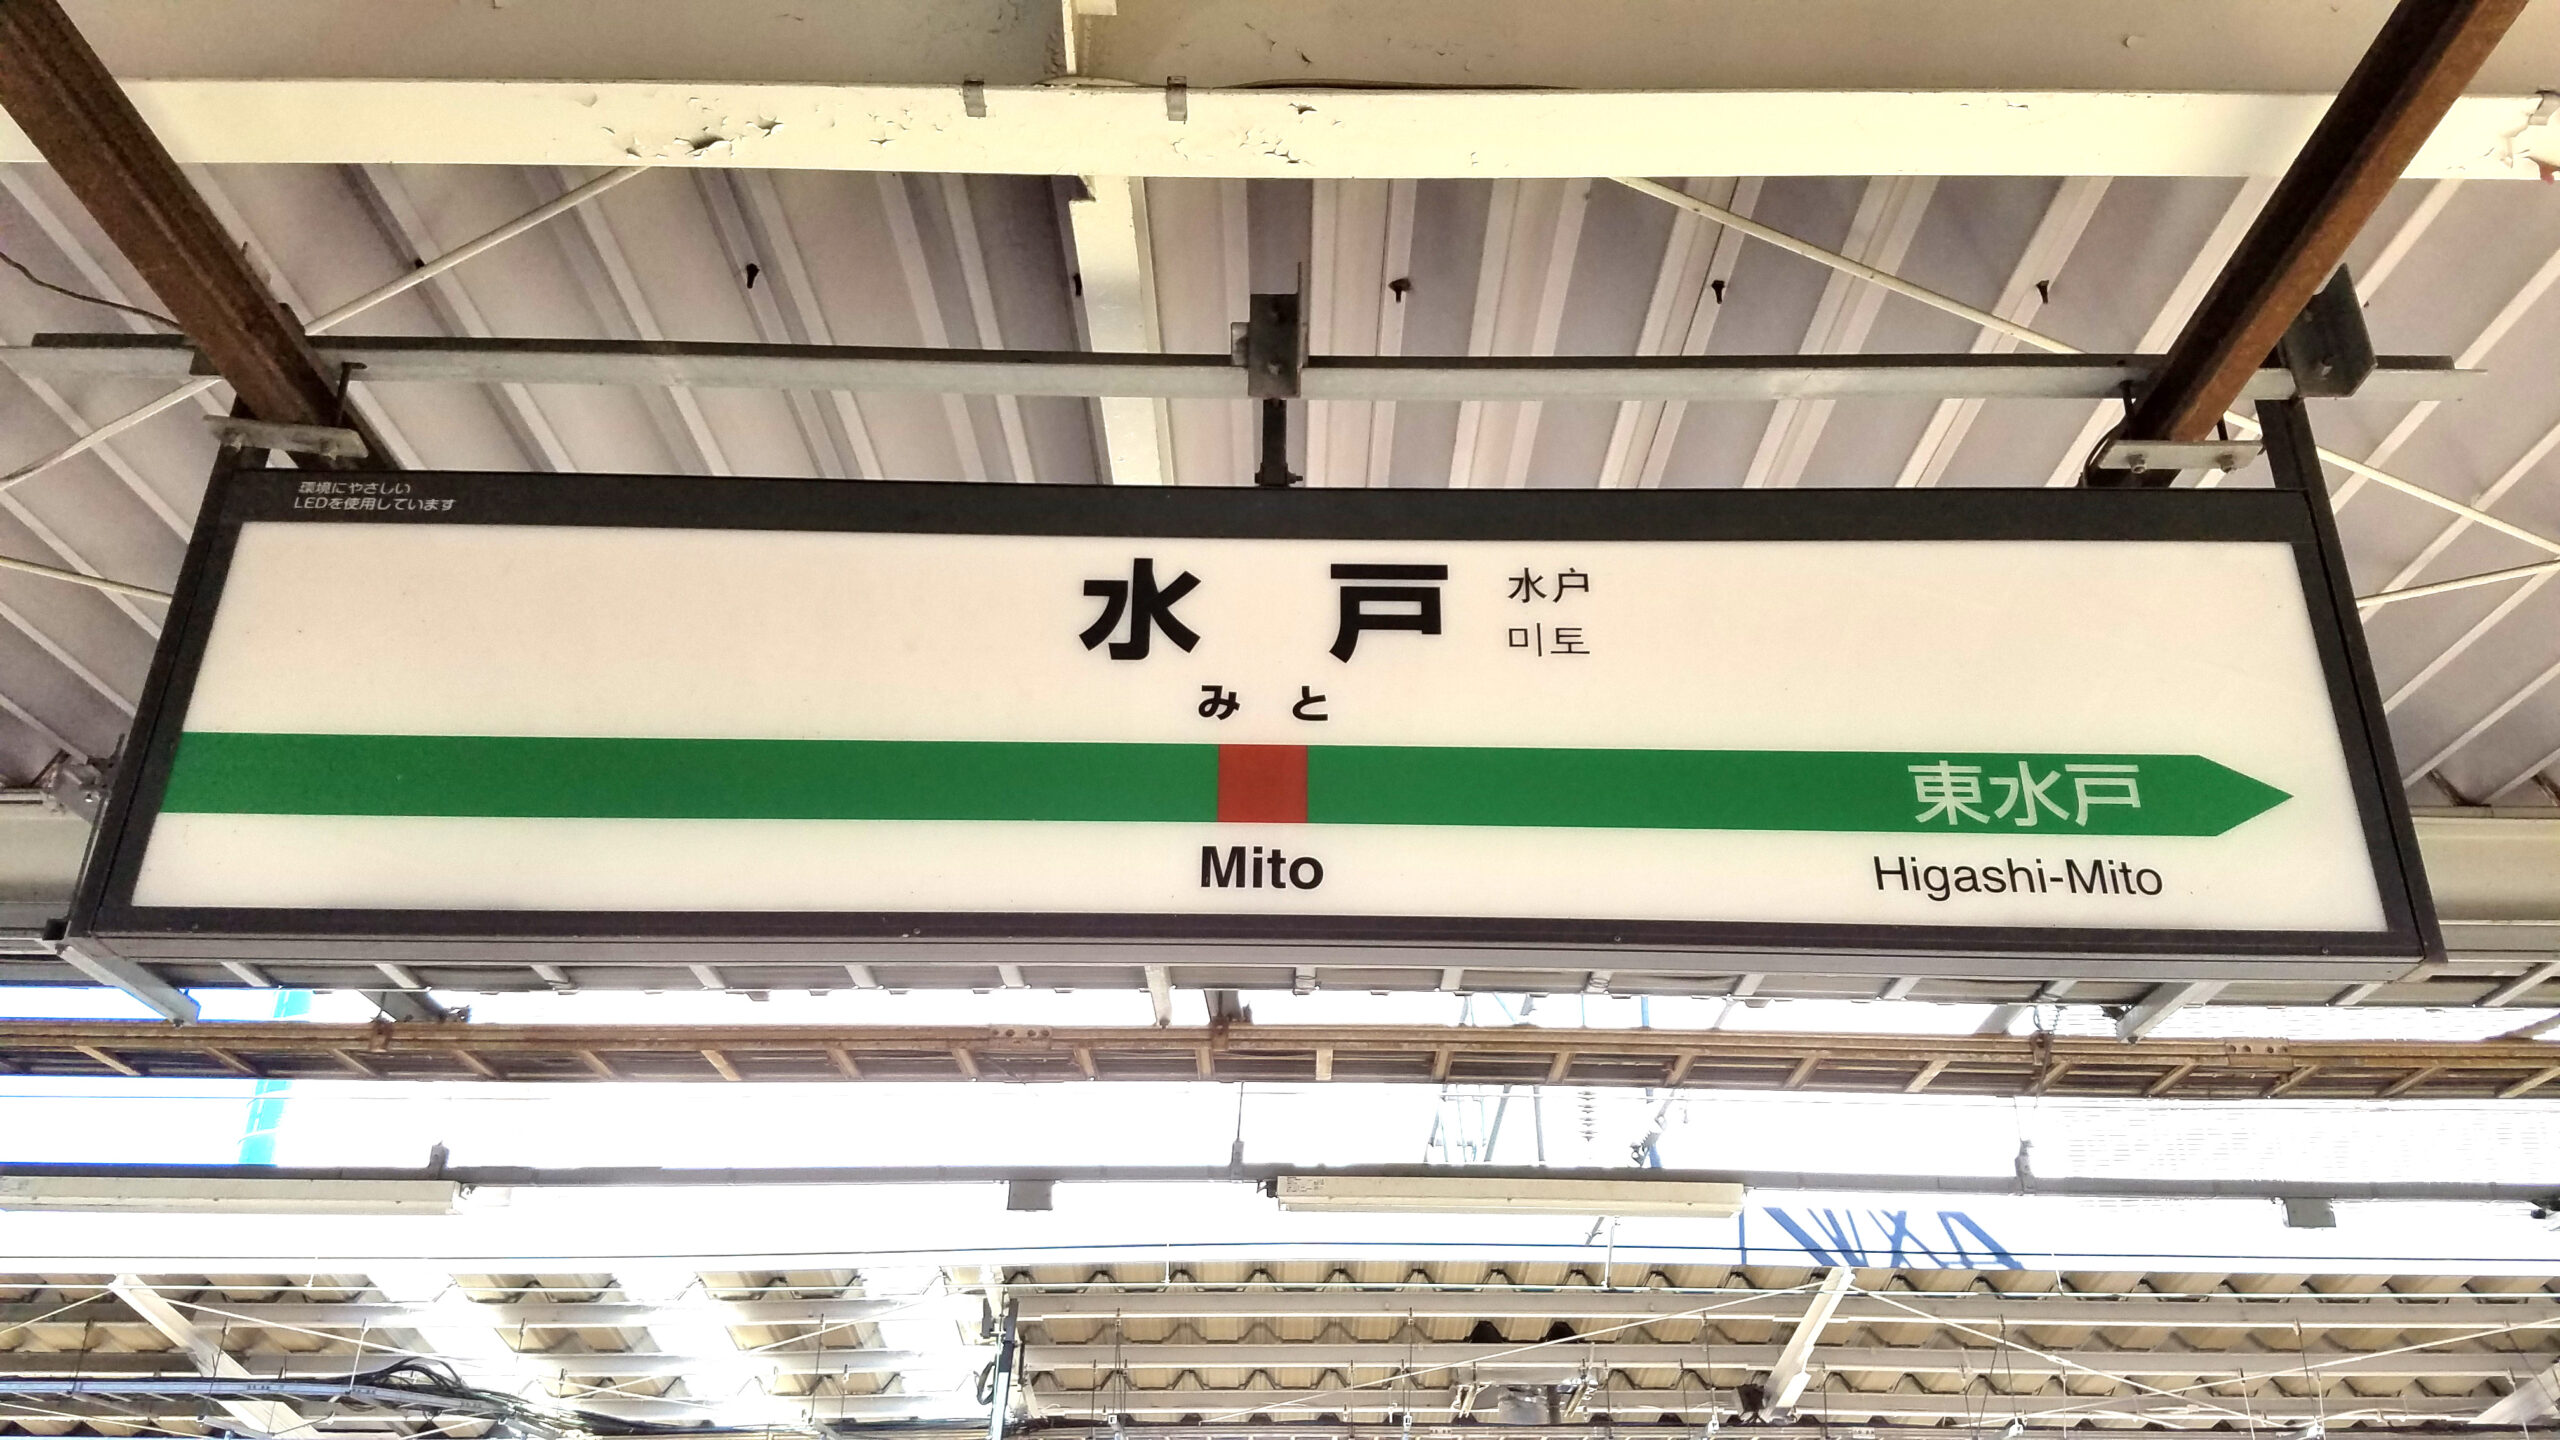 環境にやさしい
LEDを使用しています
水戸
水户
미토
みと
東水戸
Mito
Higashi-Mito